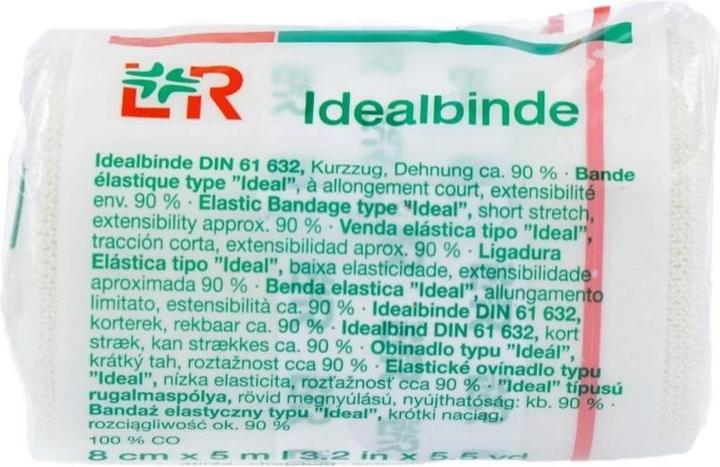 L+R
Idealbinde
Idealbinde DIN 61 632, Kurzzug, Dehnung ca. 90 % · Bande
élastique type "Ideal", à allongement court, extensibilité
env. 90 % · Elastic Bandage type "Ideal", short stretch,
extensibility approx. 90 % · Venda elástica tipo "Ideal",
tracción corta, extensibilidad aprox. 90 % · Ligadura
Elástica tipo "Ideal", baixa elasticidade, extensibilidade
aproximada 90 % · Benda elastica "Ideal", allungamento
limitato, estensibilità ca. 90 % · Idealbinde DIN 61 632,
korterek, rekbaar ca. 90 % · Idealbind DIN 61 632, kort
stræk, kan strækkes ca. 90 % · Obinadlo typu "Ideál",
krátký tah, roztažnost cca 90 % · Elastické ovínadlo typu
"Ideal", nízka elasticita, rozťažnosť cca 90 % · "Ideal" típusú
rugalmaspólya, rövid megnyúlású, nyújthatóság: kb. 90 % ·
Bandaż elastyczny typu "Ideal", krótki naciąg,
rozciągliwość ok. 90 %
100 % CO
8 cm x 5 m | 3.2 in x 5.5 yd